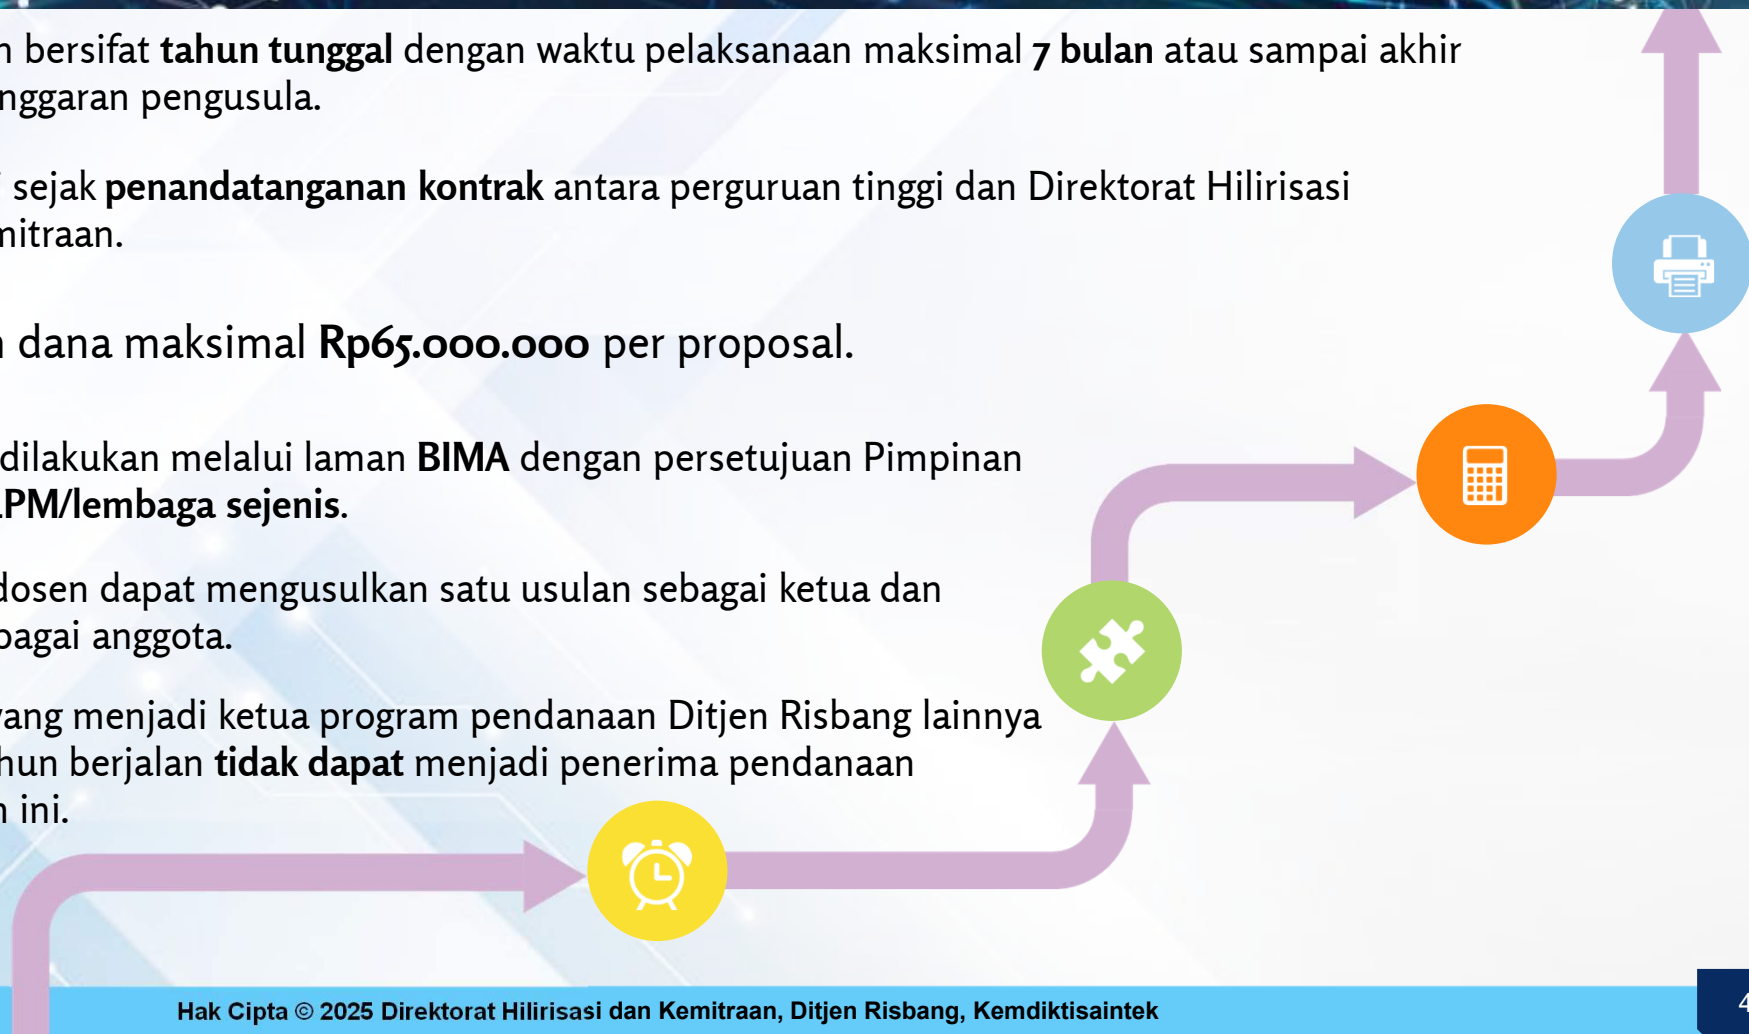 bersifat tahun tunggal dengan waktu pelaksanaan maksimal 7 bulan atau sampai akhir
nggaran pengusula.
sejak penandatanganan kontrak antara perguruan tinggi dan Direktorat Hilirisasi
mitraan.
dana maksimal Rp65.000.000 per proposal.
dilakukan melalui laman BIMA dengan persetujuan Pimpinan
LPM/lembaga sejenis.
dosen dapat mengusulkan satu usulan sebagai ketua dan
bagai anggota.
yang menjadi ketua program pendanaan Ditjen Risbang lainnya
hun berjalan tidak dapat menjadi penerima pendanaan
ini.
Hak Cipta © 2025 Direktorat Hilirisasi dan Kemitraan, Ditjen Risbang, Kemdiktisaintek
4